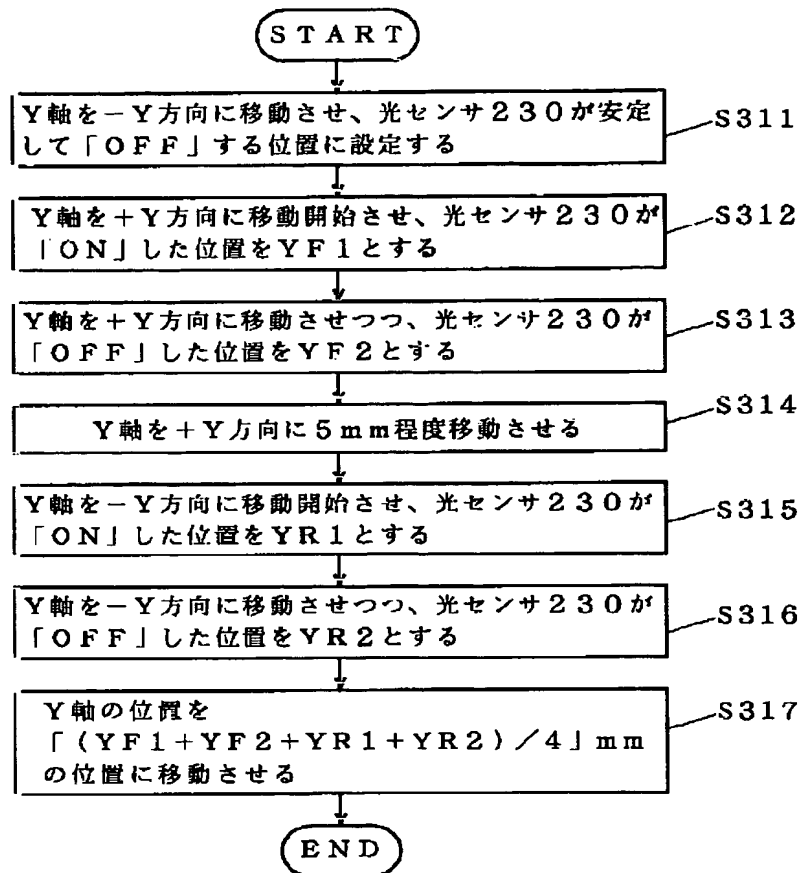 START
Y軸を－Y方向に移動させ、光センサ230が安定
して「OFF」する位置に設定する
S311
Y軸を＋Y方向に移動開始させ、光センサ230が
「ON」した位置をYF1とする
S312
Y軸を＋Y方向に移動させつつ、光センサ230が
「OFF」した位置をYF2とする
S313
Y軸を＋Y方向に5mm程度移動させる
S314
Y軸を－Y方向に移動開始させ、光センサ230が
「ON」した位置をYR1とする
S315
Y軸を－Y方向に移動させつつ、光センサ230が
「OFF」した位置をYR2とする
S316
Y軸の位置を
「(YF1＋YF2＋YR1＋YR2)／4」mm
の位置に移動させる
S317
END